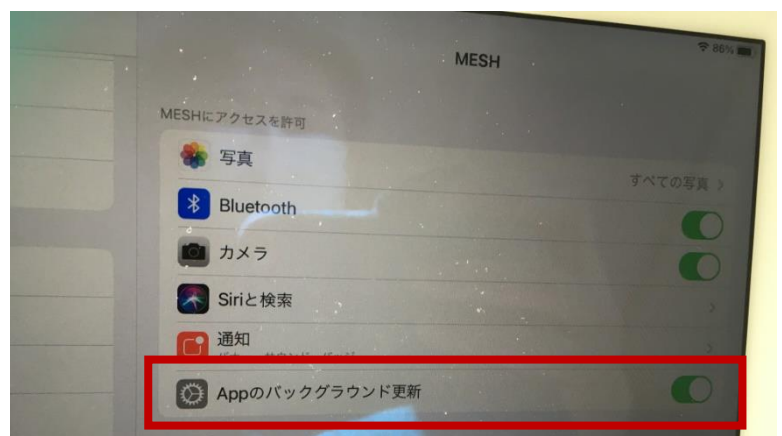 86%
MESH
MESHにアクセスを許可
写真
すべての写真
Bluetooth
カメラ
Siriと検索
通知
Appのバックグラウンド更新